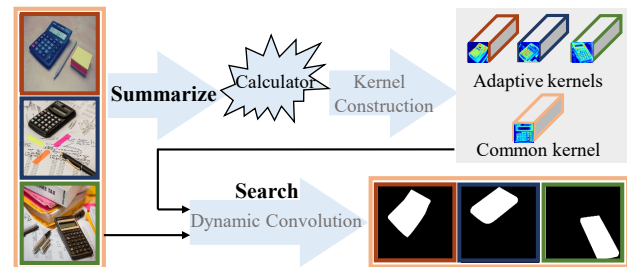 Summarize
Calculator
Kernel
Construction
Adaptive kernels
Common kernel
Search
Dynamic Convolution